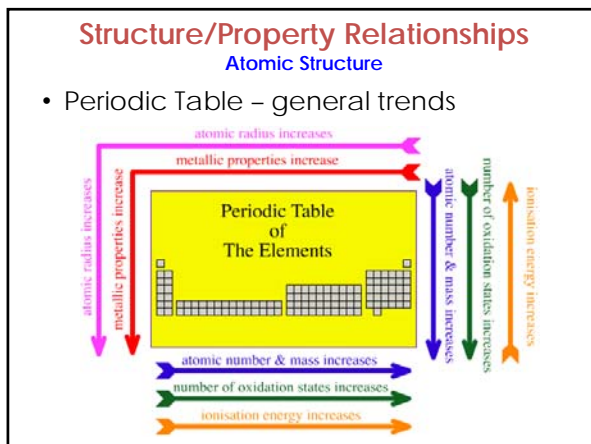 Structure/Property Relationships
Atomic Structure
• Periodic Table – general trends
atomic radius increases
metallic properties increase
atomic radius increases
metallic properties increase
Periodic Table
of
The Elements
atomic number & mass increases
number of oxidation states increases
ionisation energy increases
atomic number & mass increases
number of oxidation states increases
ionisation energy increases